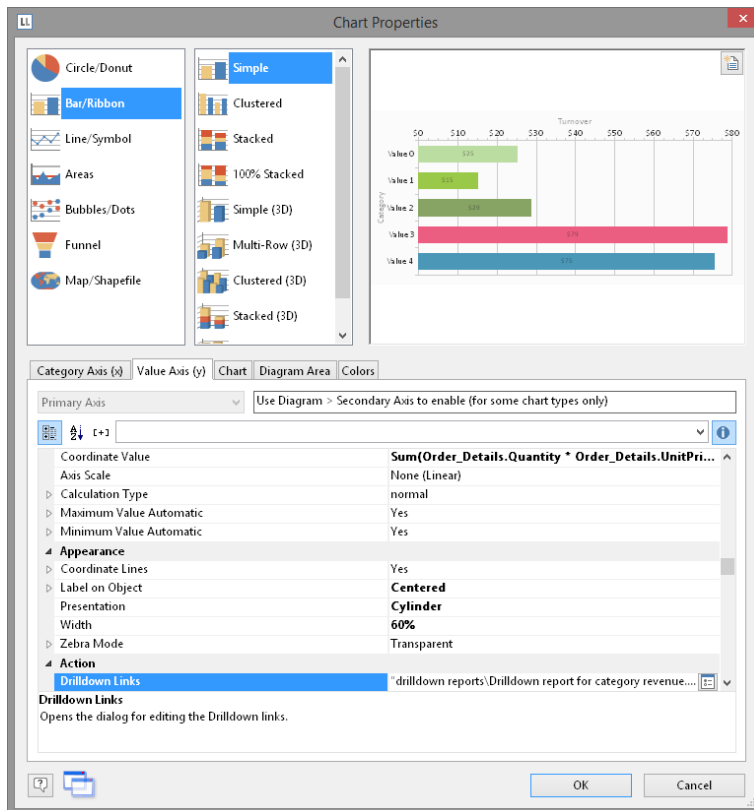 LL
Chart Properties
Circle/Donut
Bar/Ribbon
Line/Symbol
Areas
Bubbles/Dots
Funnel
Map/Shapefile
Simple
Clustered
Stacked
100% Stacked
Simple (3D)
Multi-Row (3D)
Clustered (3D)
Stacked (3D)
Turnover
$0 $10 $20 $30 $40 $50 $60 $70 $80
Category
Value 0 $25
Value 1 $25
Value 2 $29
Value 3 $79
Value 4 $75
Category Axis (x) Value Axis (y) Chart Diagram Area Colors
Primary Axis Use Diagram > Secondary Axis to enable (for some chart types only)
[+]
Coordinate Value Sum(Order_Details.Quantity * Order_Details.UnitPri...
Axis Scale None (Linear)
Calculation Type normal
Maximum Value Automatic Yes
Minimum Value Automatic Yes
Appearance
Coordinate Lines Yes
Label on Object Centered
Presentation Cylinder
Width 60%
Zebra Mode Transparent
Action
Drilldown Links "drilldown reports\Drilldown report for category revenue....
Drilldown Links
Opens the dialog for editing the Drilldown links.
OK Cancel